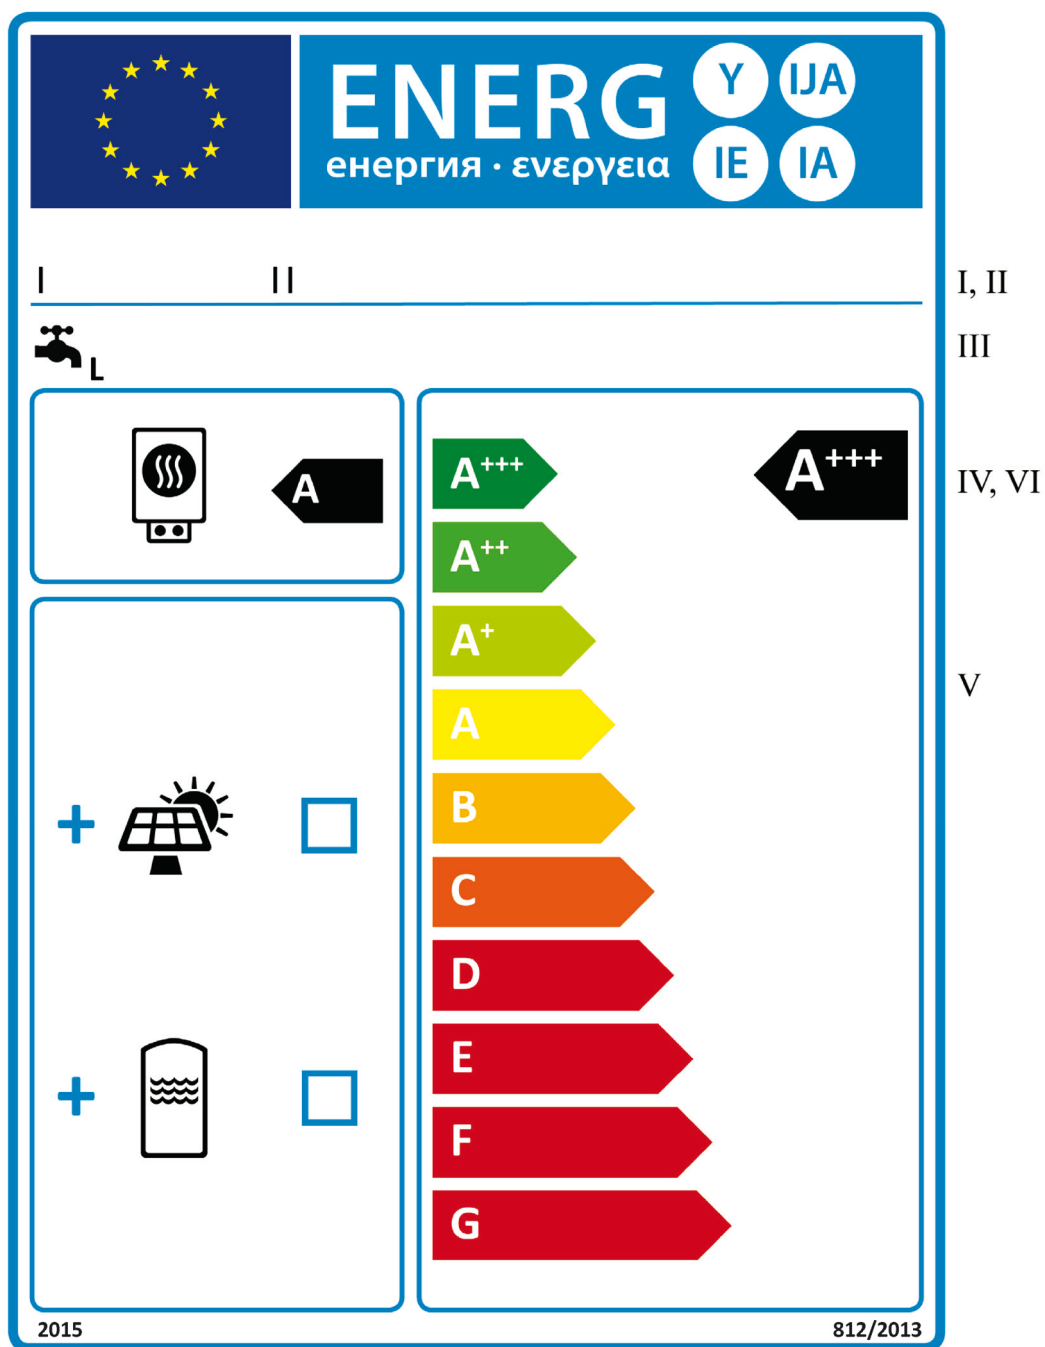 ENERG Y IJA
енергия · ενεργεια IE IA
I II I, II
L III
A A+++ A+++ IV, VI
A++
A+
A V
B
C
D
E
F
G
2015 812/2013